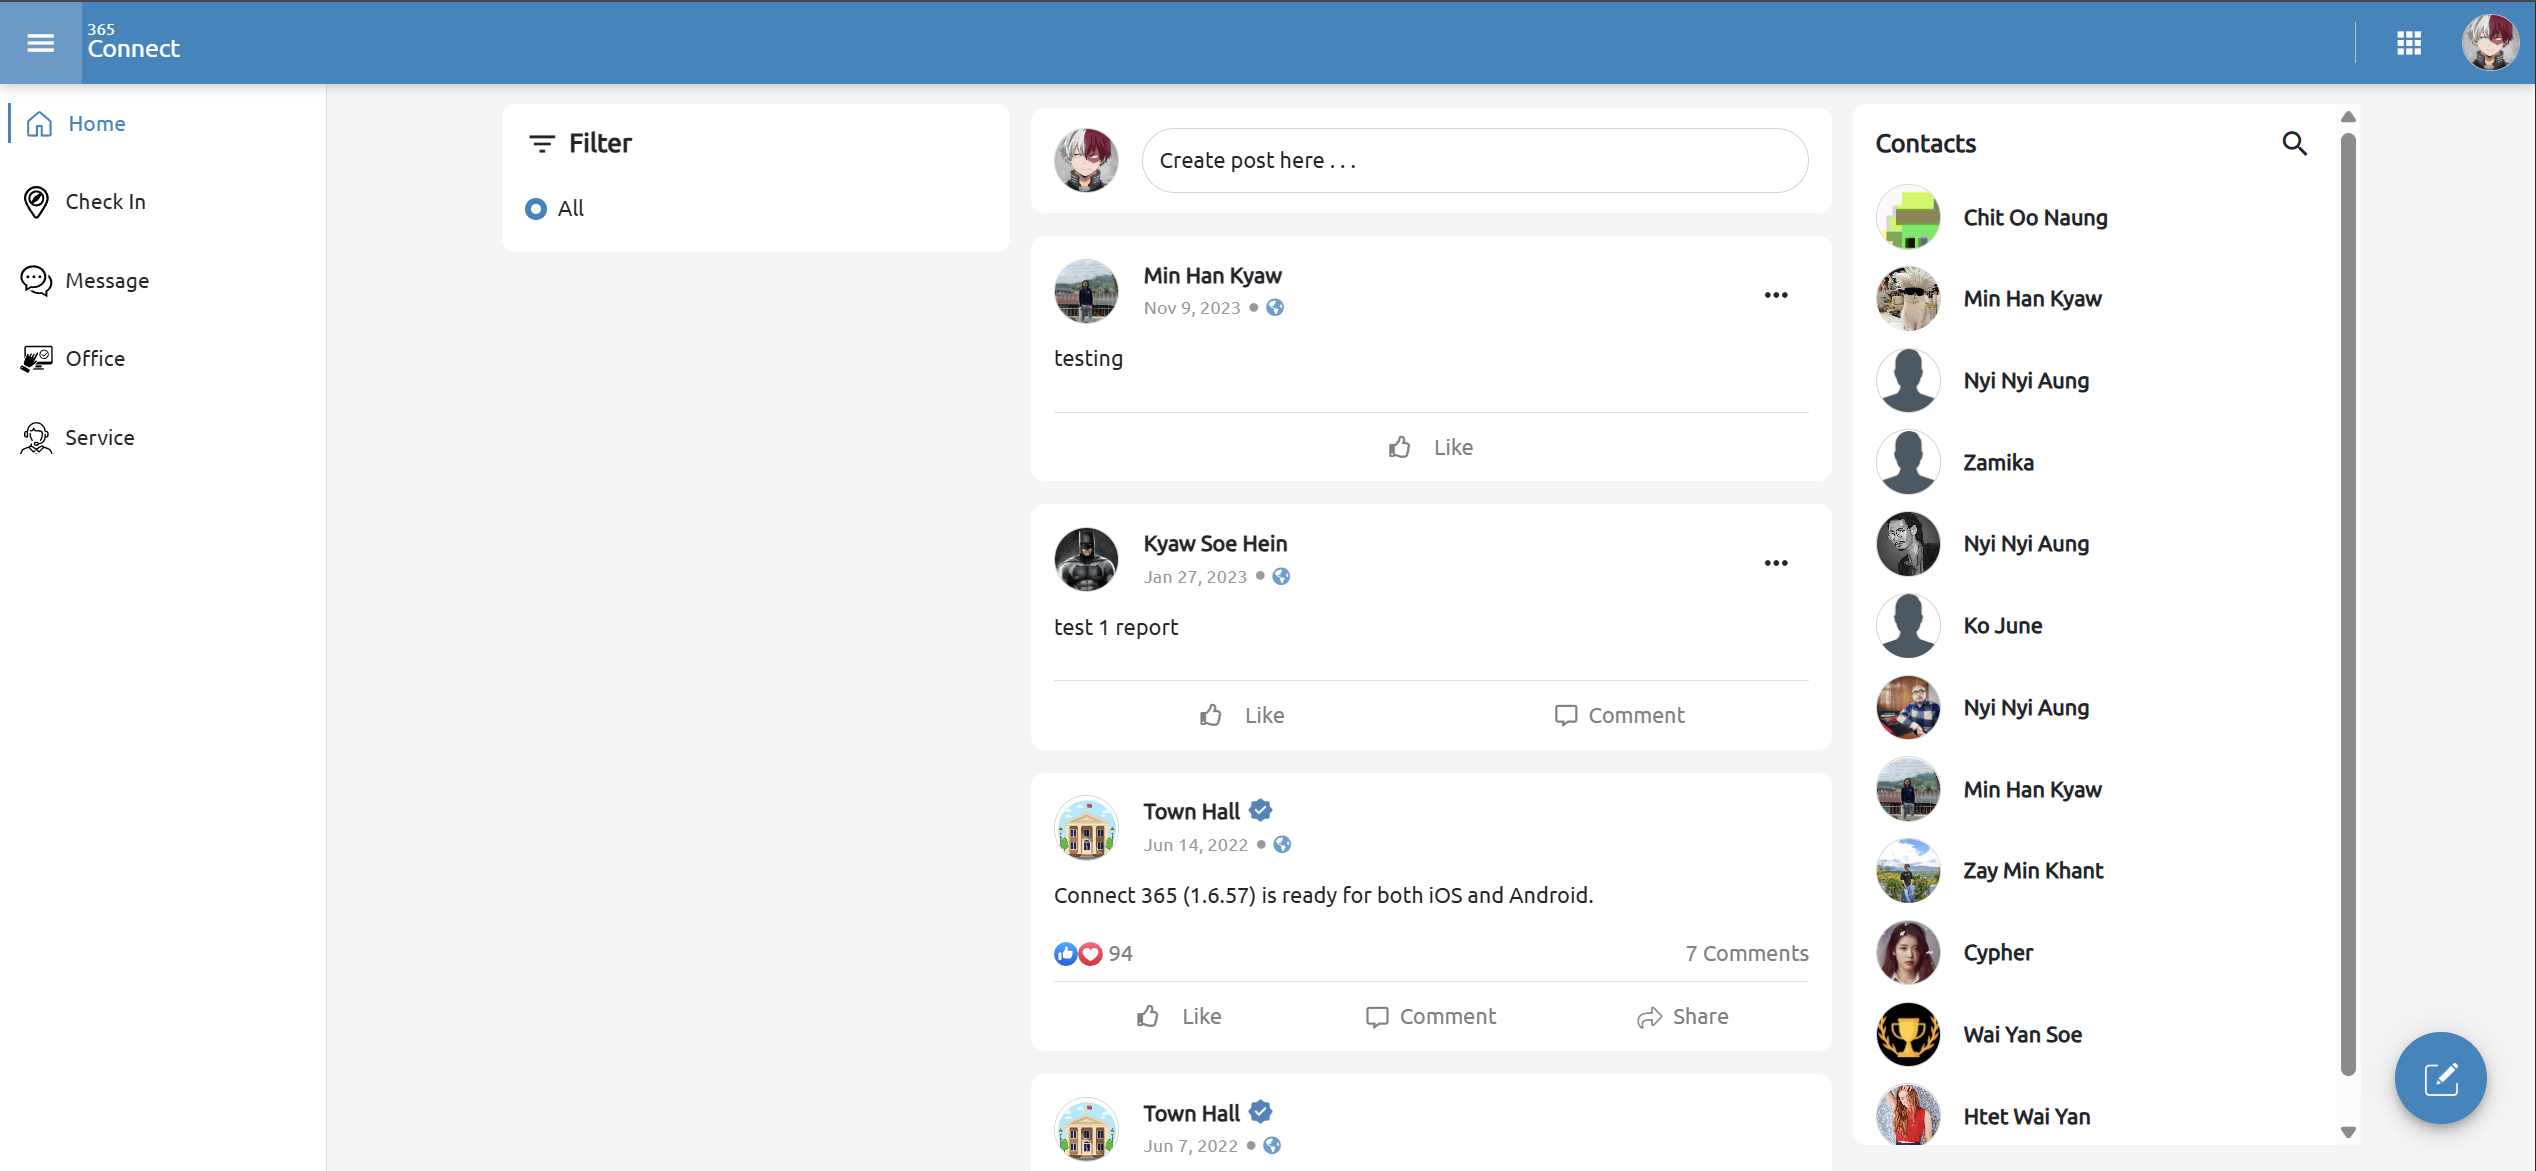 365
Connect
Home
Check In
Message
Office
Service
Filter
All
Create post here . . .
Min Han Kyaw
Nov 9, 2023
testing
Like
Kyaw Soe Hein
Jan 27, 2023
test 1 report
Like
Comment
Town Hall
Jun 14, 2022
Connect 365 (1.6.57) is ready for both iOS and Android.
94
7 Comments
Like
Comment
Share
Town Hall
Jun 7, 2022
Contacts
Chit Oo Naung
Min Han Kyaw
Nyi Nyi Aung
Zamika
Nyi Nyi Aung
Ko June
Nyi Nyi Aung
Min Han Kyaw
Zay Min Khant
Cypher
Wai Yan Soe
Htet Wai Yan